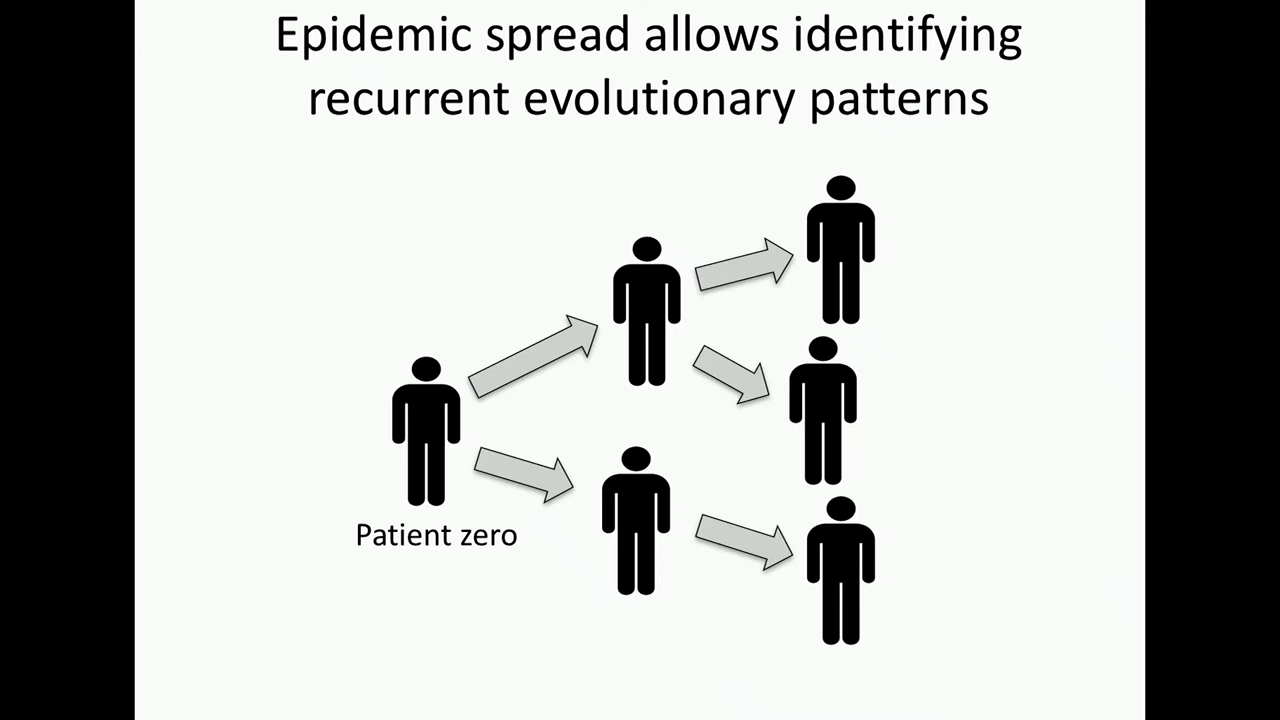 Epidemic spread allows identifying
recurrent evolutionary patterns
Patient zero